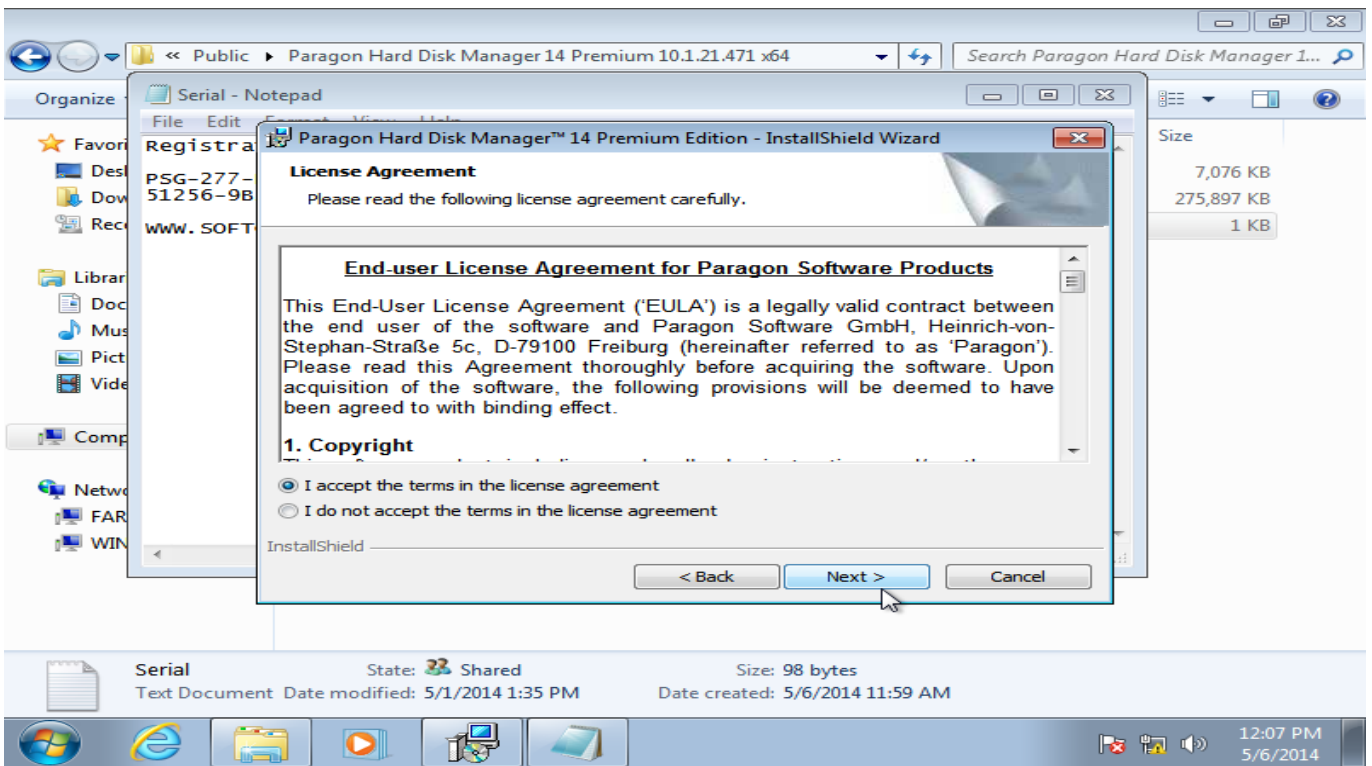 « Public ▸ Paragon Hard Disk Manager 14 Premium 10.1.21.471 x64
Search Paragon Hard Disk Manager 1...
Organize
Size
Favori
Desl
Dow
Rec
Librar
Doc
Mus
Pict
Vide
Comp
Netwo
FAR
WIN
7,076 KB
275,897 KB
1 KB
Serial - Notepad
File Edit Format View Help
Registra
PSG-277-
51256-9B
WWW.SOFT
Paragon Hard Disk Manager™ 14 Premium Edition - InstallShield Wizard
License Agreement
Please read the following license agreement carefully.
End-user License Agreement for Paragon Software Products
This End-User License Agreement (‘EULA’) is a legally valid contract between
the end user of the software and Paragon Software GmbH, Heinrich-von-
Stephan-Straße 5c, D-79100 Freiburg (hereinafter referred to as ‘Paragon’).
Please read this Agreement thoroughly before acquiring the software. Upon
acquisition of the software, the following provisions will be deemed to have
been agreed to with binding effect.
1. Copyright
I accept the terms in the license agreement
I do not accept the terms in the license agreement
InstallShield
< Back
Next >
Cancel
Serial
State: Shared
Size: 98 bytes
Text Document Date modified: 5/1/2014 1:35 PM
Date created: 5/6/2014 11:59 AM
12:07 PM
5/6/2014